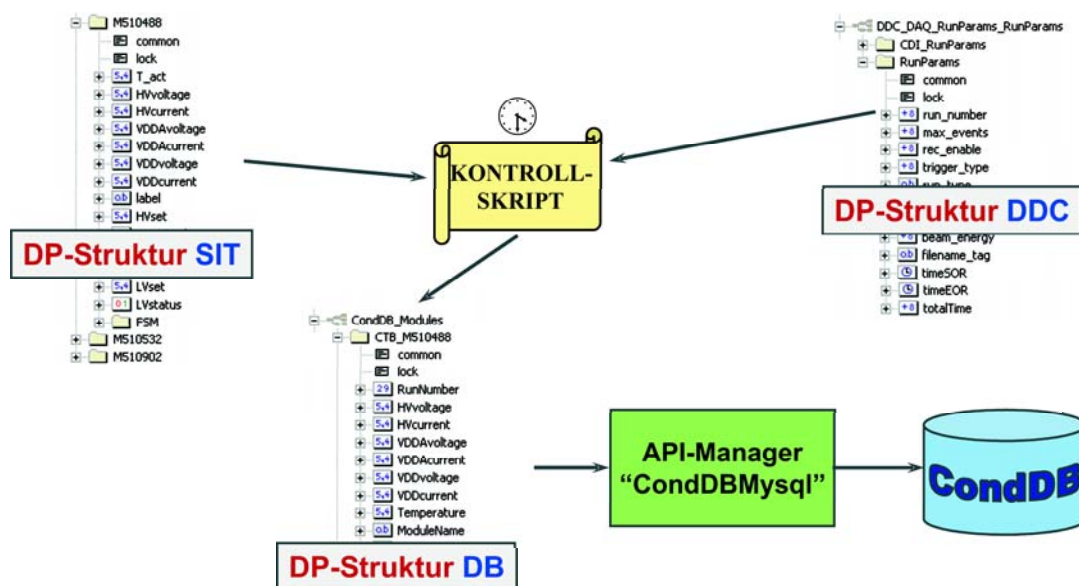 M510488
common
lock
T_act
HVvoltage
HVcurrent
VDDAvoltage
VDDAcurrent
VDDvoltage
VDDcurrent
label
HVset
DP-Struktur SIT
LVset
LVstatus
FSM
M510532
M510902
KONTROLL-
SKRIPT
DDC_DAQ_RunParams_RunParams
CDI_RunParams
RunParams
common
lock
run_number
max_events
rec_enable
trigger_type
run_type
DP-Struktur DDC
beam_energy
filename_tag
timeSOR
timeEOR
totalTime
CondDB_Modules
CTB_M510488
common
lock
RunNumber
HVvoltage
HVcurrent
VDDAvoltage
VDDAcurrent
VDDvoltage
VDDcurrent
Temperature
ModuleName
DP-Struktur DB
API-Manager
“CondDBMysql”
CondDB